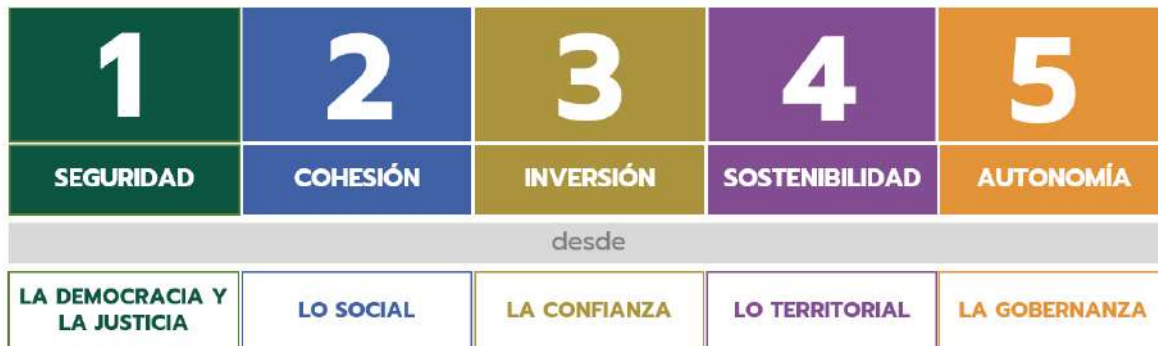 1
2
3
4
5
SEGURIDAD
COHESIÓN
INVERSIÓN
SOSTENIBILIDAD
AUTONOMÍA
desde
LA DEMOCRACIA Y
LA JUSTICIA
LO SOCIAL
LA CONFIANZA
LO TERRITORIAL
LA GOBERNANZA